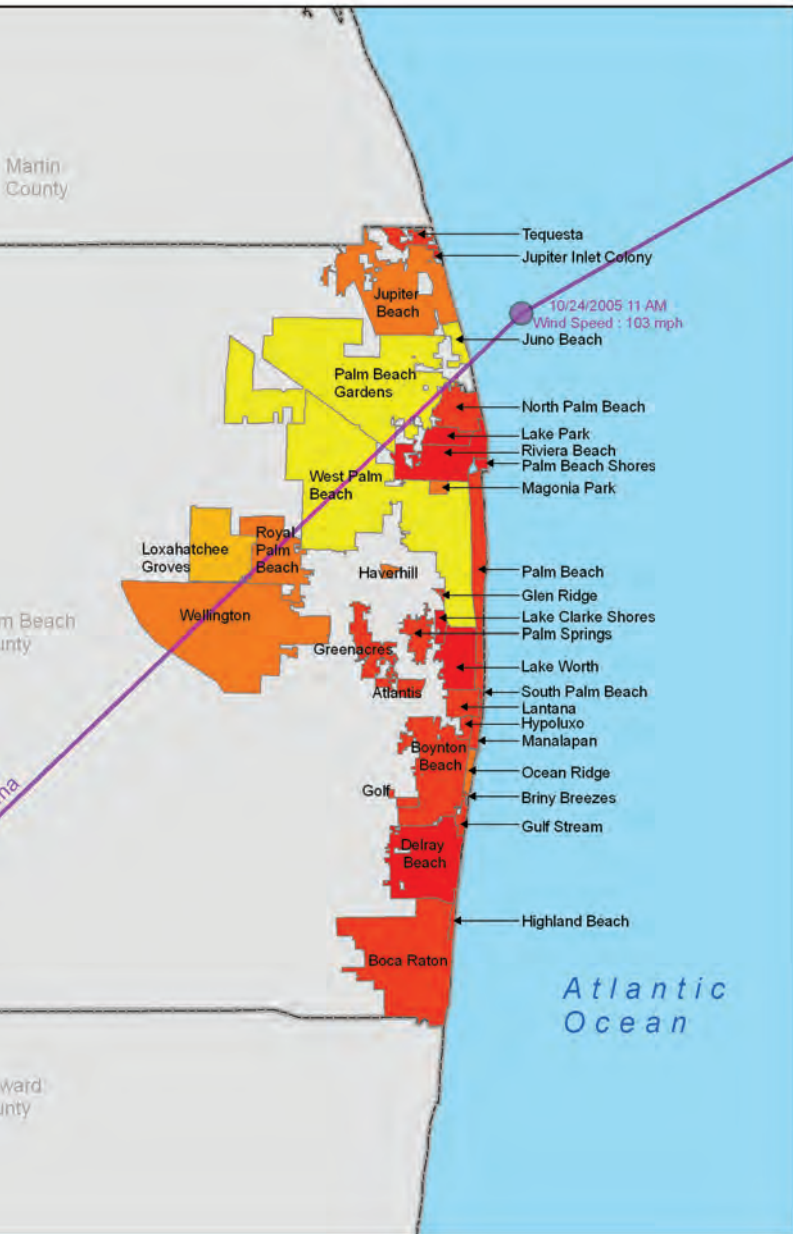 Martin
County
Tequesta
Jupiter Inlet Colony
Jupiter
Beach
10/24/2005 11 AM
Wind Speed : 103 mph
Juno Beach
Palm Beach
Gardens
North Palm Beach
Lake Park
Riviera Beach
Palm Beach Shores
West Palm
Beach
Magonia Park
Loxahatchee
Groves
Royal
Palm
Beach
Haverhill
Palm Beach
Glen Ridge
Wellington
Lake Clarke Shores
m Beach
unty
Palm Springs
Greenacres
Lake Worth
Atlantis
South Palm Beach
Lantana
Hypoluxo
Manalapan
Boynton
Beach
Ocean Ridge
na
Golf
Briny Breezes
Gulf Stream
Delray
Beach
Highland Beach
Boca Raton
Atlantic
Ocean
ward
unty